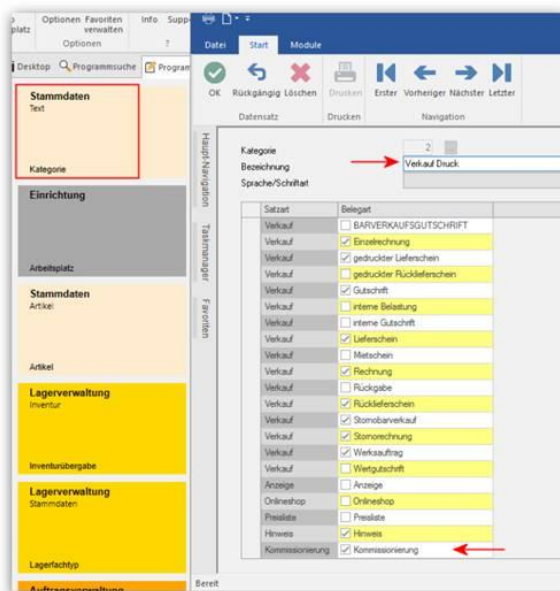 Optionen Favoriten
verwalten
Info
platz
Optionen
?
Desktop
Programmsuche
Program
Stammdaten
Text
Kategorie
Einrichtung
Arbeitsplatz
Stammdaten
Artikel
Artikel
Lagerverwaltung
Inventur
Inventurübergabe
Lagerverwaltung
Stammdaten
Lagerfachtyp
Datei Start Module
OK Rückgängig Löschen Drucken Erster Vorheriger Nächster Letzter
Datensatz Drucken Navigation
Haupt-Navigation
Taskmanager
Favoriten
Kategorie 2
Bezeichnung Verkauf Druck
Sprache/Schriftart
Satzart Belegart
Verkauf BARVERKAUFSGUTSCHRIFT
Verkauf Einzelrechnung
Verkauf gedruckter Lieferschein
Verkauf gedruckter Rücklieferschein
Verkauf Gutschrift
Verkauf interne Belastung
Verkauf interne Gutschrift
Verkauf Lieferschein
Verkauf Mietschein
Verkauf Rechnung
Verkauf Rückgabe
Verkauf Rücklieferschein
Verkauf Stornobarverkauf
Verkauf Stornorechnung
Verkauf Werksauftrag
Verkauf Wertgutschrift
Anzeige Anzeige
Onlineshop Onlineshop
Preisliste Preisliste
Hinweis Hinweis
Kommissionierung Kommissionierung
Bereit